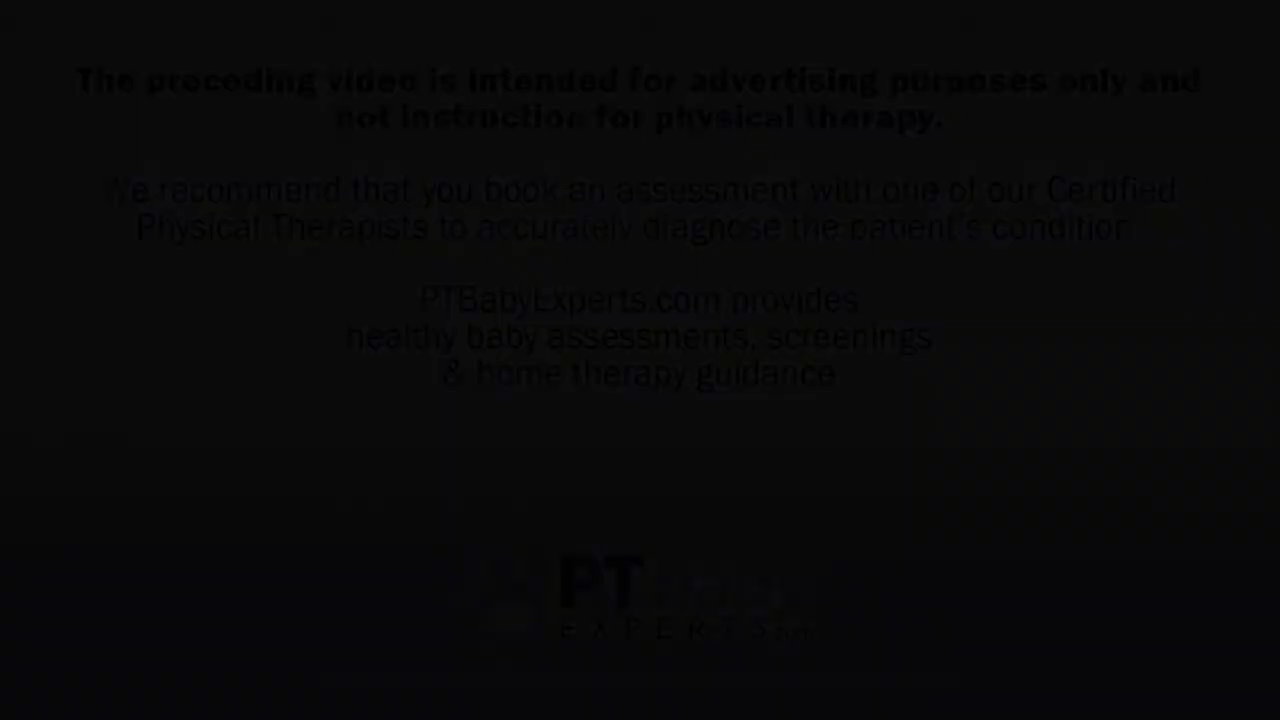 The preceding video is intended for advertising purposes only and
not instruction for physical therapy.
We recommend that you book an assessment with one of our Certified
Physical Therapists to accurately diagnose the patient's condition
PTBabyExperts.com provides
healthy baby assessments, screenings
& home therapy guidance
PT
EXPERTS